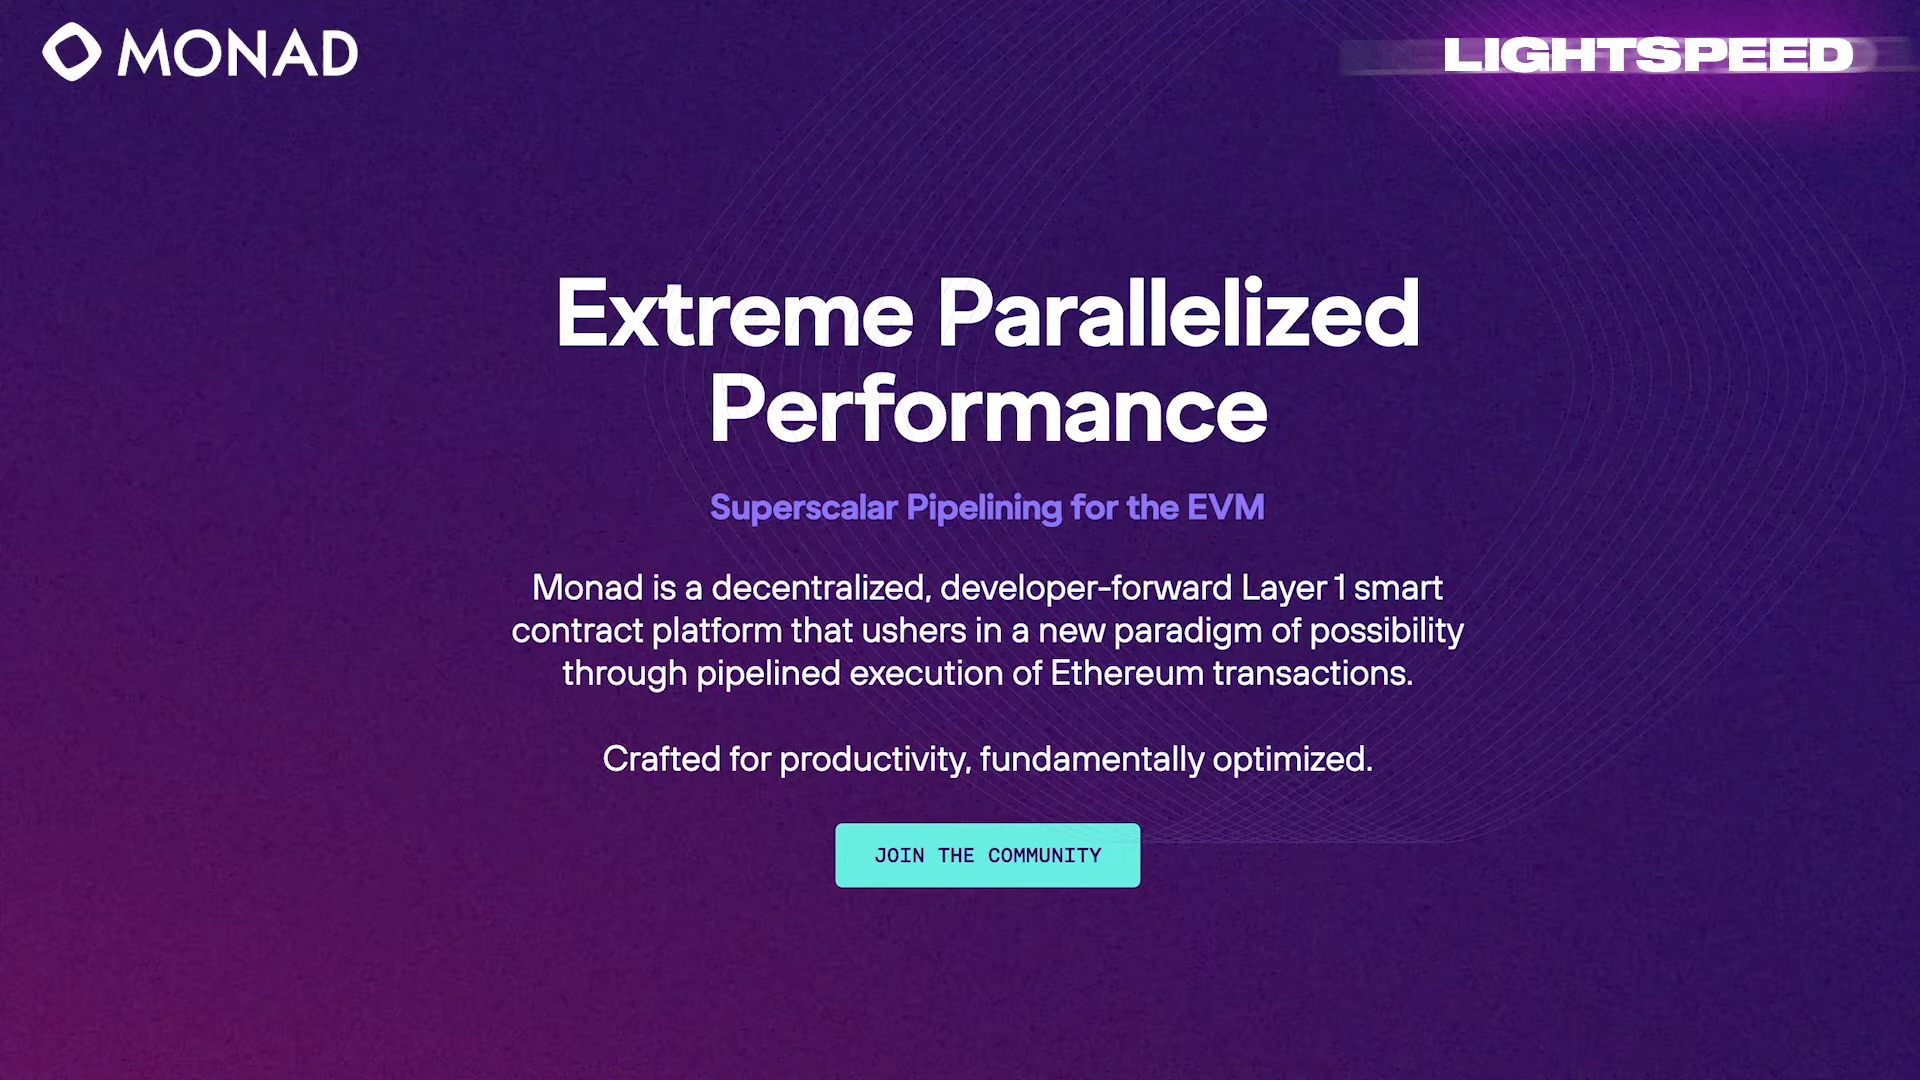 MONAD
LIGHTSPEED
Extreme Parallelized
Performance
Superscalar Pipelining for the EVM
Monad is a decentralized, developer-forward Layer 1 smart
contract platform that ushers in a new paradigm of possibility
through pipelined execution of Ethereum transactions.
Crafted for productivity, fundamentally optimized.
JOIN THE COMMUNITY